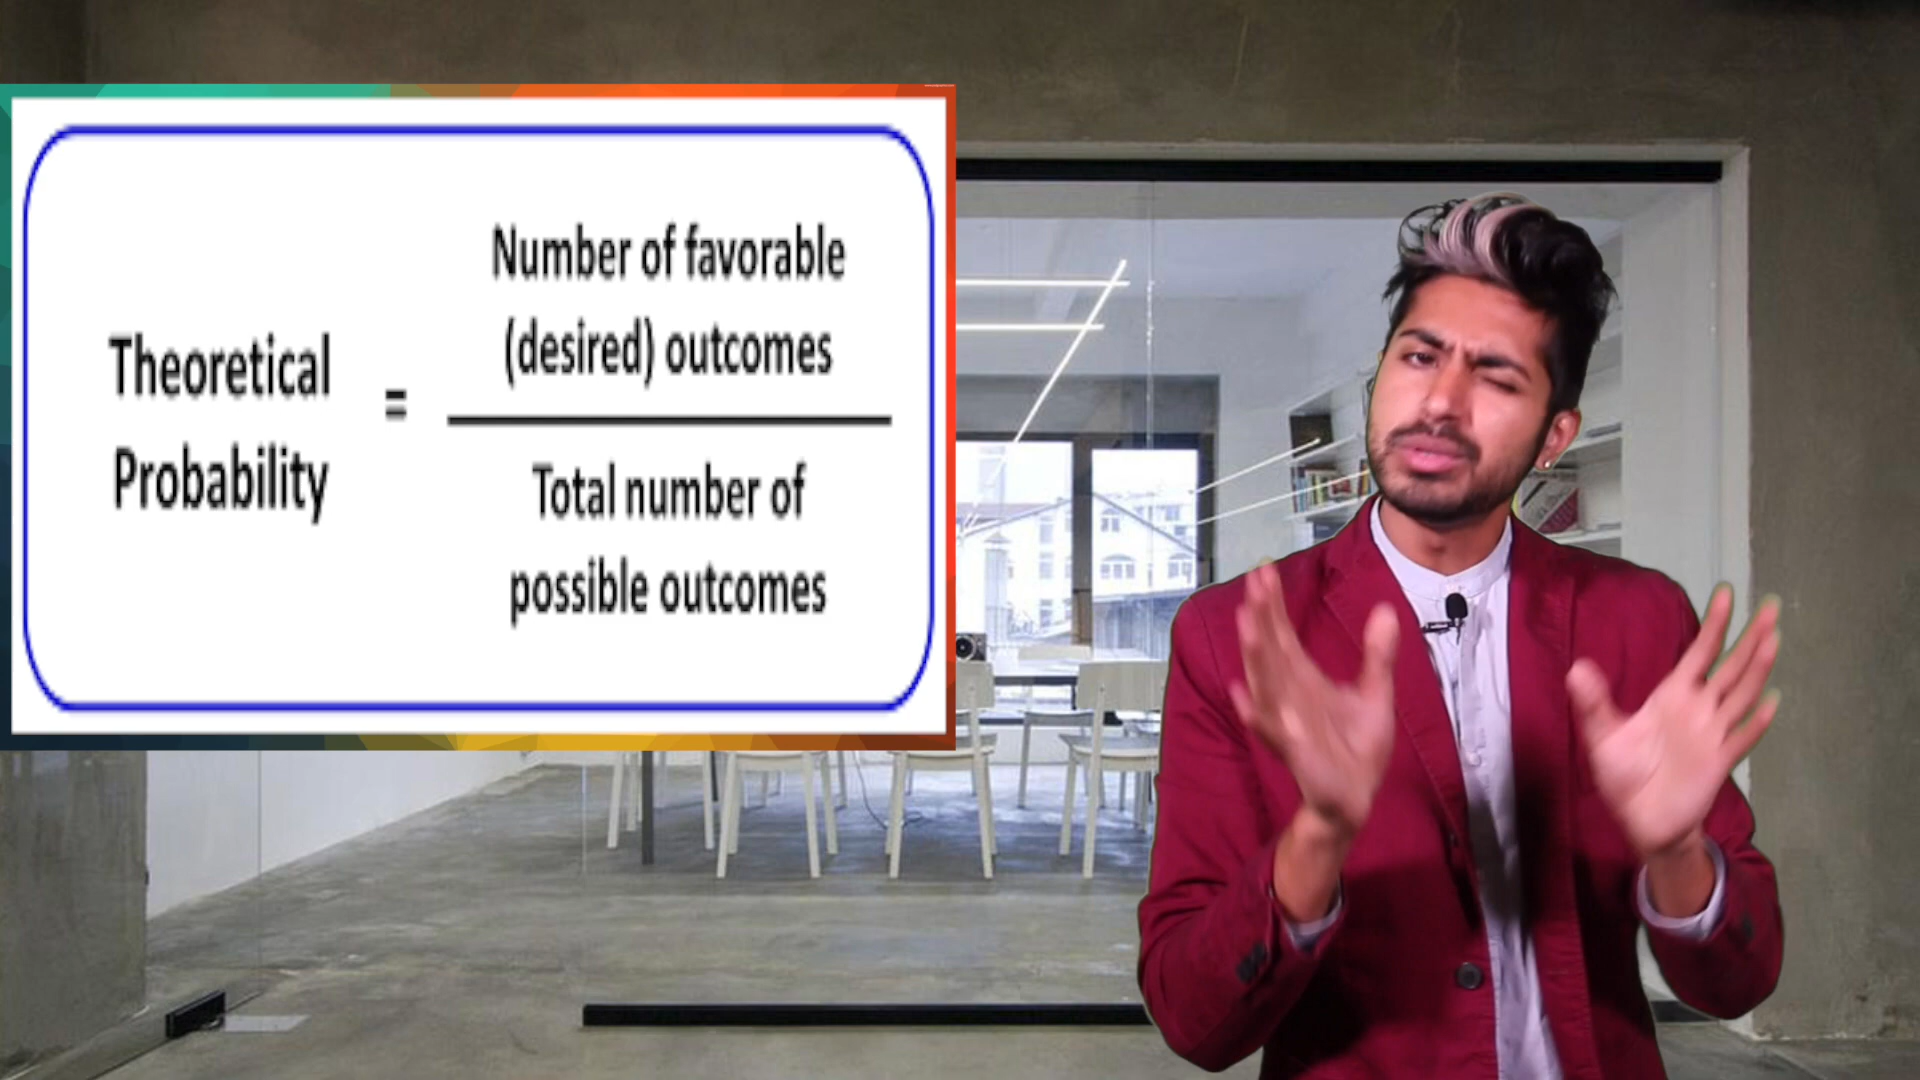 Theoretical
Probability
=
Number of favorable
(desired) outcomes
Total number of
possible outcomes